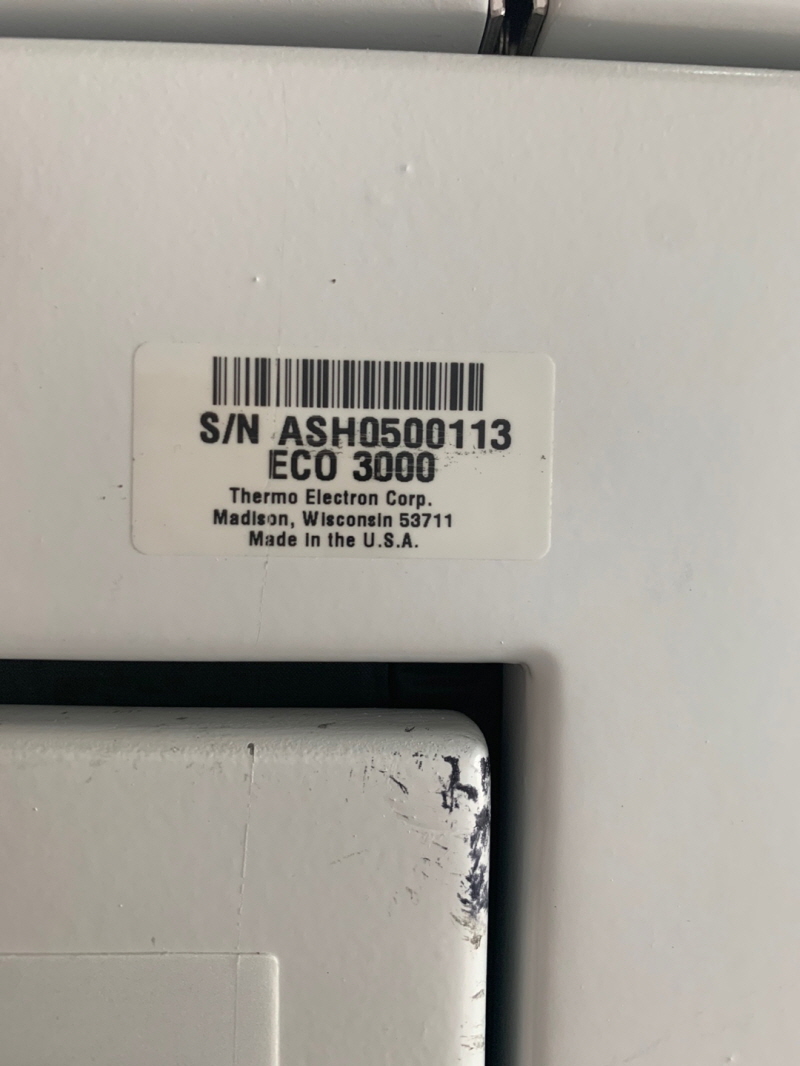 S/N ASH0500113
ECO 3000
Thermo Electron Corp.
Madison, Wisconsin 53711
Made in the U.S.A.